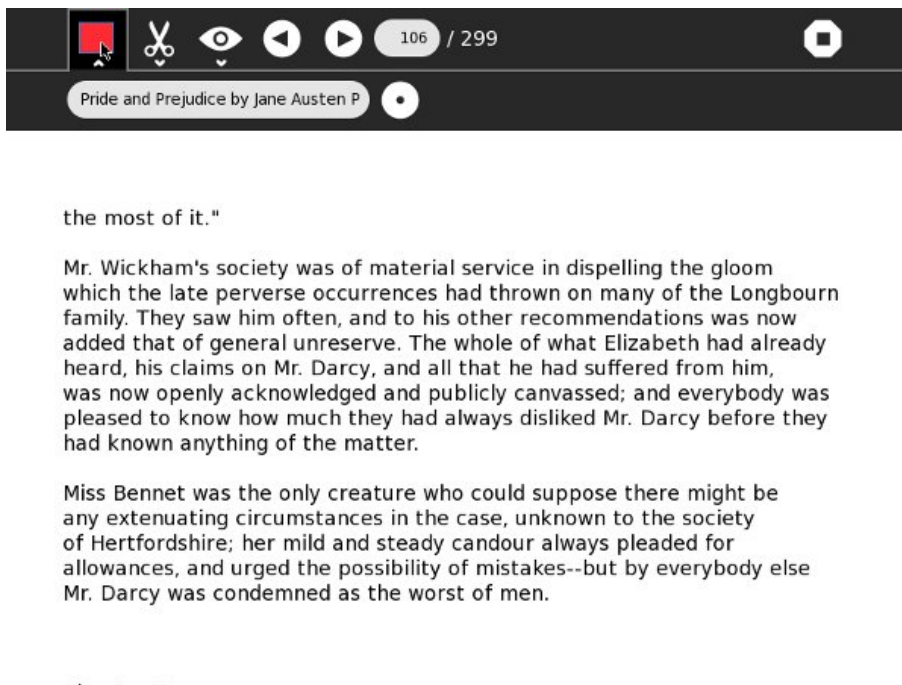 106 / 299
Pride and Prejudice by Jane Austen P
the most of it."
Mr. Wickham's society was of material service in dispelling the gloom
which the late perverse occurrences had thrown on many of the Longbourn
family. They saw him often, and to his other recommendations was now
added that of general unreserve. The whole of what Elizabeth had already
heard, his claims on Mr. Darcy, and all that he had suffered from him,
was now openly acknowledged and publicly canvassed; and everybody was
pleased to know how much they had always disliked Mr. Darcy before they
had known anything of the matter.
Miss Bennet was the only creature who could suppose there might be
any extenuating circumstances in the case, unknown to the society
of Hertfordshire; her mild and steady candour always pleaded for
allowances, and urged the possibility of mistakes--but by everybody else
Mr. Darcy was condemned as the worst of men.